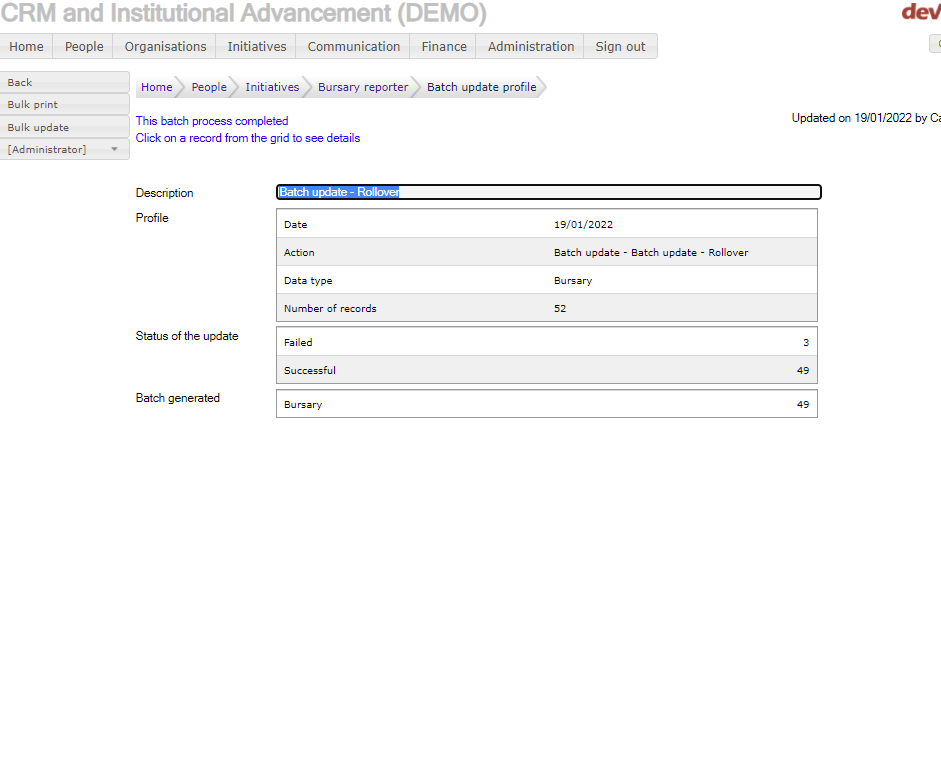 CRM and Institutional Advancement (DEMO)
dev
Home People Organisations Initiatives Communication Finance Administration Sign out
Back
Bulk print
Bulk update
[Administrator]
Home People Initiatives Bursary reporter Batch update profile
This batch process completed
Click on a record from the grid to see details
Updated on 19/01/2022 by Ca
Description Batch update - Rollover
Profile
Date 19/01/2022
Action Batch update - Batch update - Rollover
Data type Bursary
Number of records 52
Status of the update
Failed 3
Successful 49
Batch generated
Bursary 49